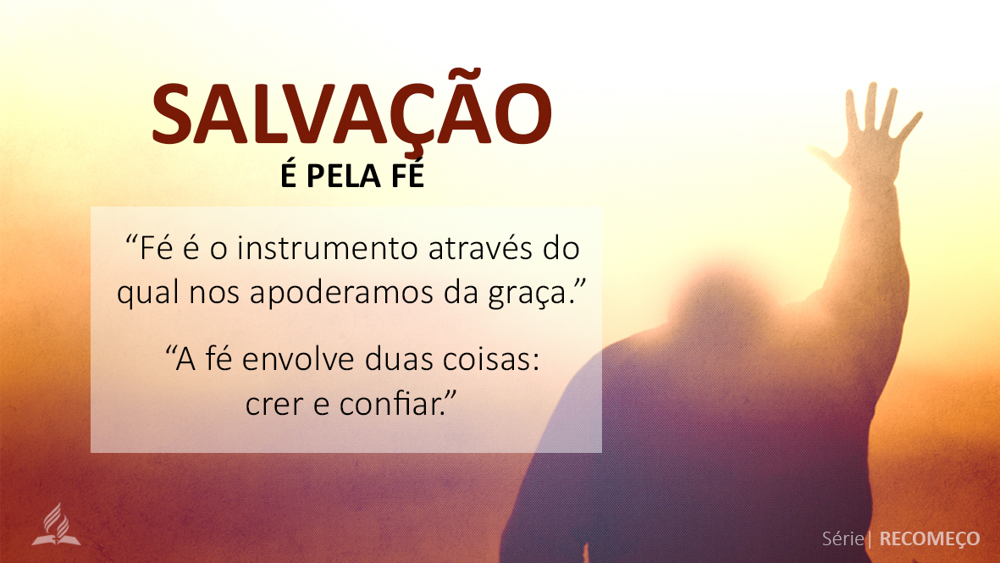 SALVAÇÃO
É PELA FÉ
“Fé é o instrumento através do
qual nos apoderamos da graça.”
“A fé envolve duas coisas:
crer e confiar.”
Série| RECOMEÇO